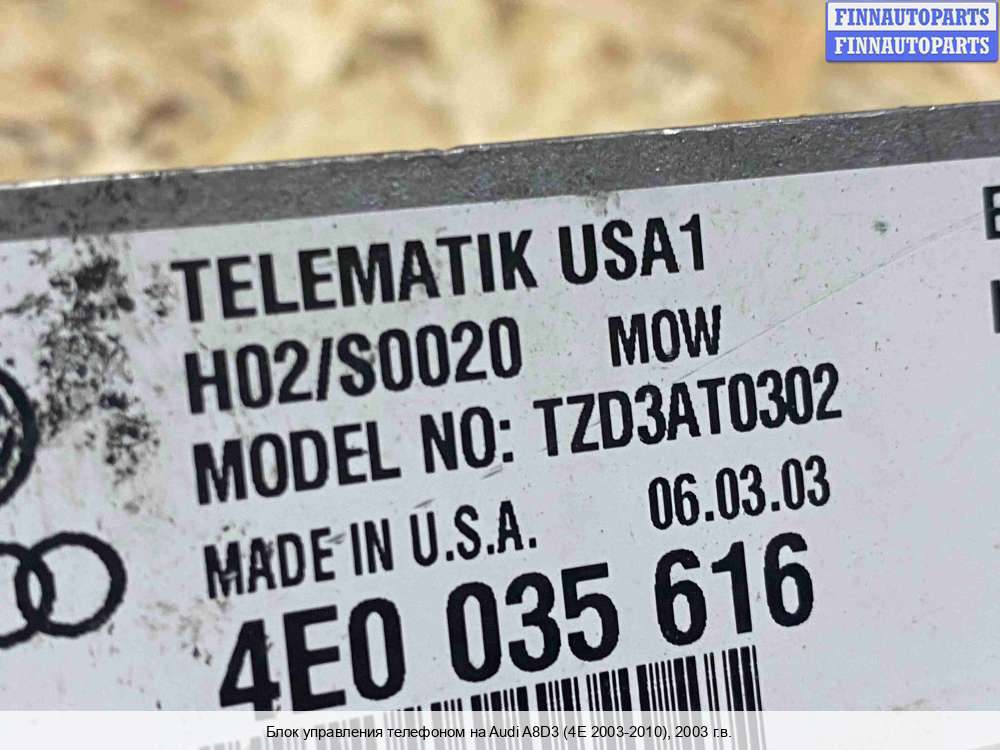 FINNAUTOPARTS
FINNAUTOPARTS
TELEMATIK USA1
H02/S0020 MOW
MODEL NO: TZD3AT0302
MADE IN U.S.A. 06.03.03
4E0 035 616
Блок управления телефоном на Audi A8D3 (4E 2003-2010), 2003 г.в.